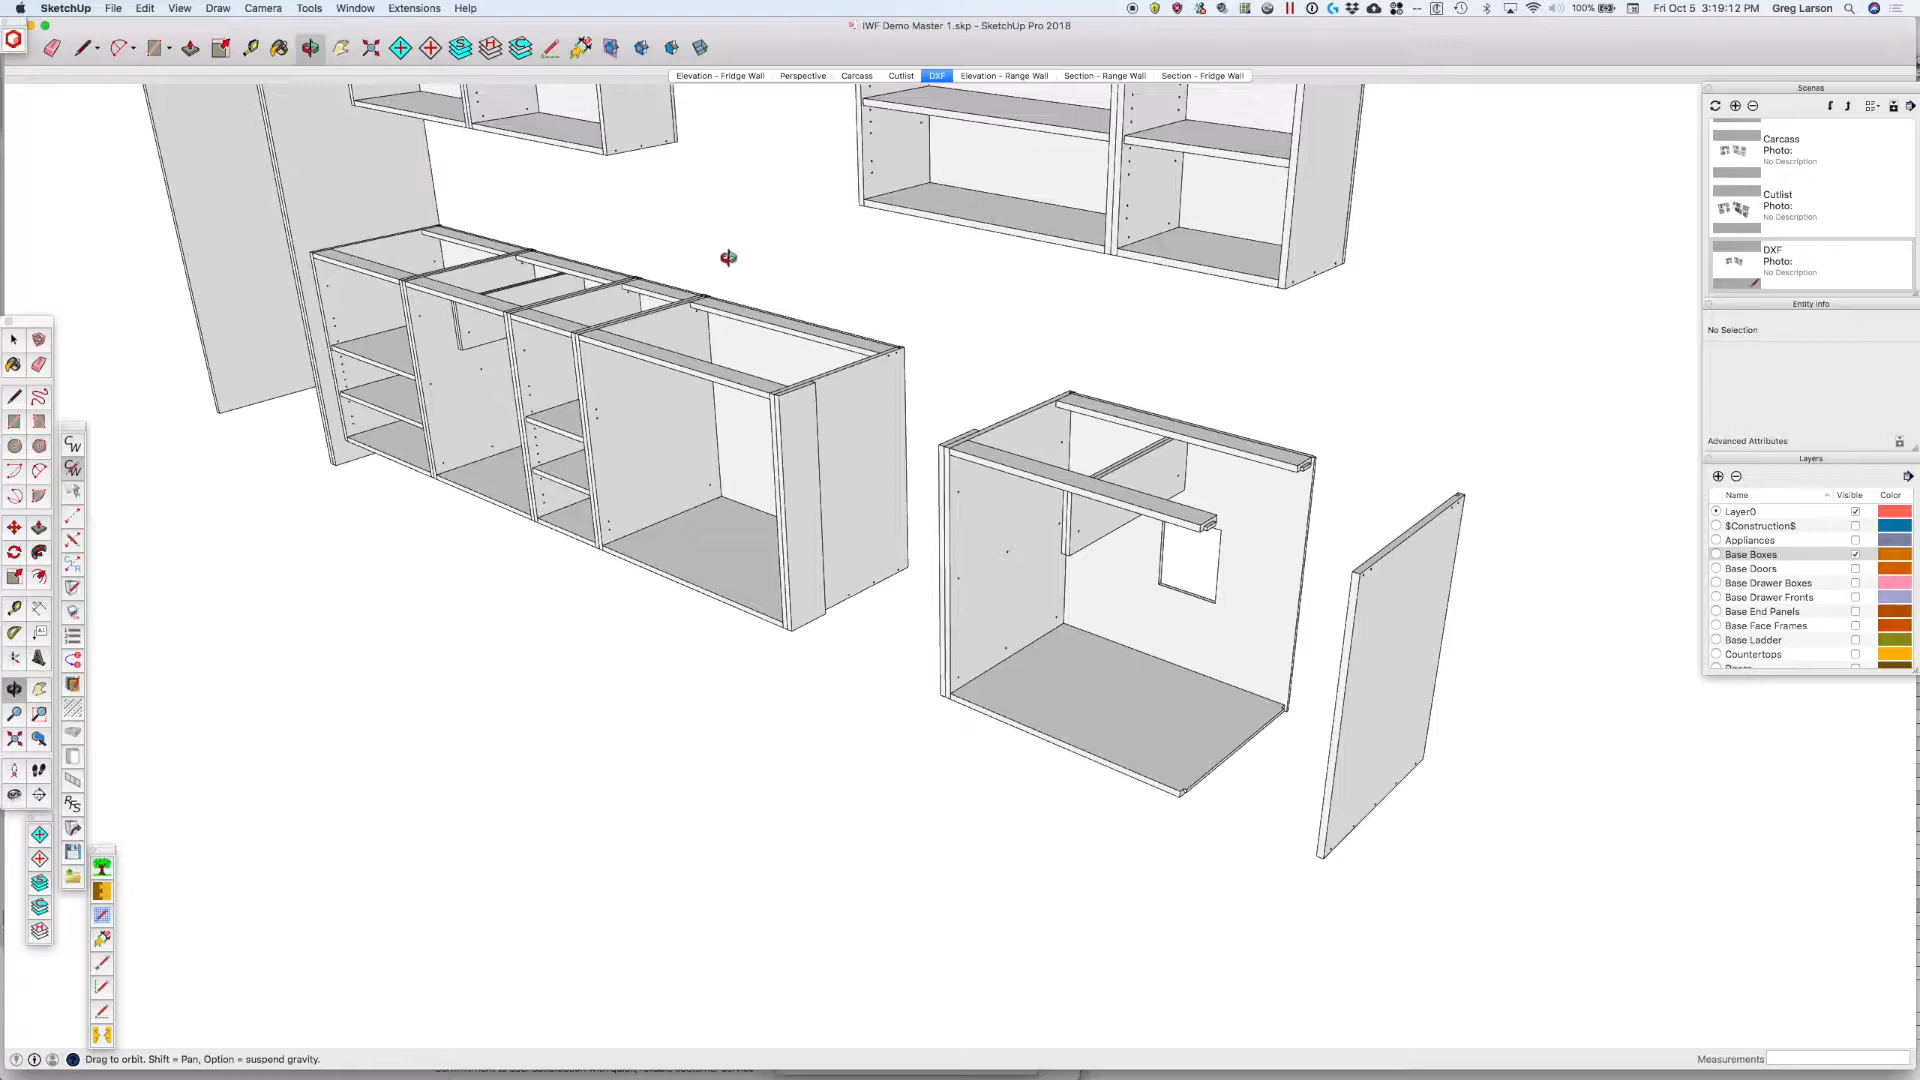 SketchUp File Edit View Draw Camera Tools Window Extensions Help
100% Fri Oct 5 3:19:12 PM Greg Larson
IWF Demo Master 1.skp - SketchUp Pro 2018
Elevation - Fridge Wall Perspective Carcass Cutlist DXF Elevation - Range Wall Section - Range Wall Section - Fridge Wall
Scenes
Carcass
Photo:
No Description
Cutlist
Photo:
No Description
DXF
Photo:
No Description
Entity Info
No Selection
Advanced Attributes
Layers
Name Visible Color
Layer0
$Construction$
Appliances
Base Boxes
Base Doors
Base Drawer Boxes
Base Drawer Fronts
Base End Panels
Base Face Frames
Base Ladder
Countertops
CW
CW
RFS
Drag to orbit. Shift = Pan, Option = suspend gravity.
Measurements